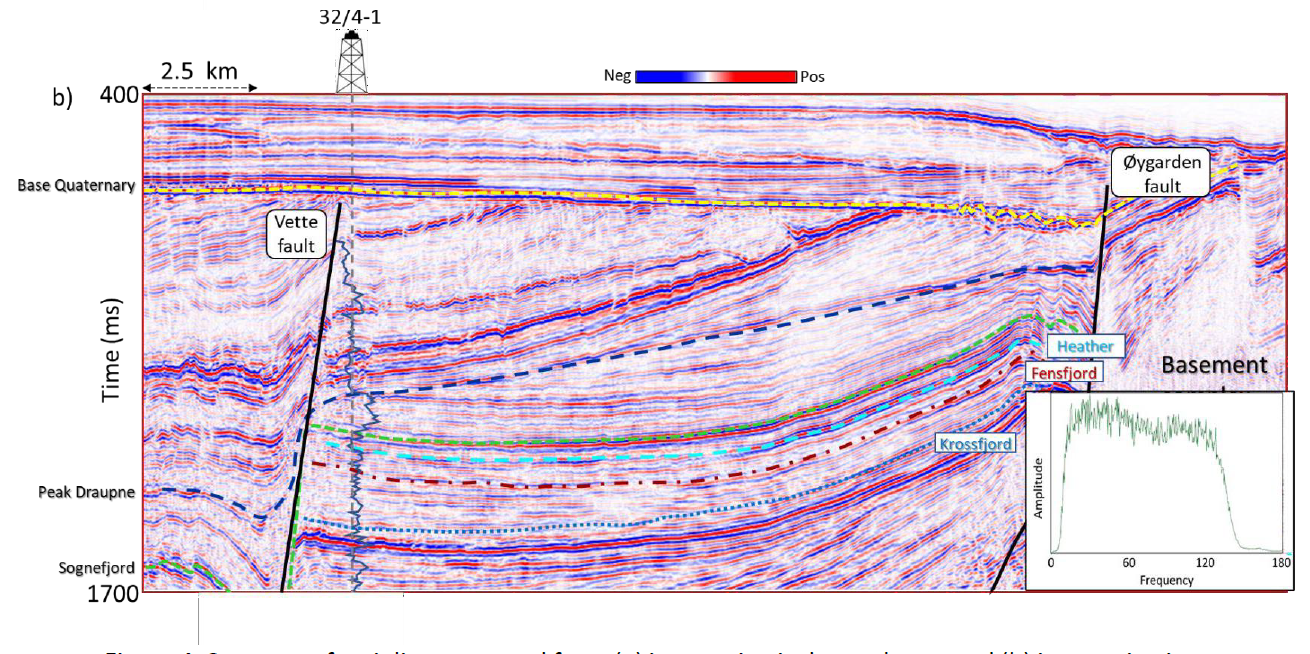 32/4-1
2.5 km
Neg Pos
b)
400
Base Quaternary
Øygarden
fault
Vette
fault
Time (ms)
Heather
Fensfjord
Basement
Krossfjord
Peak Draupne
Sognefjord
1700
Amplitude
0 60 120 180
Frequency